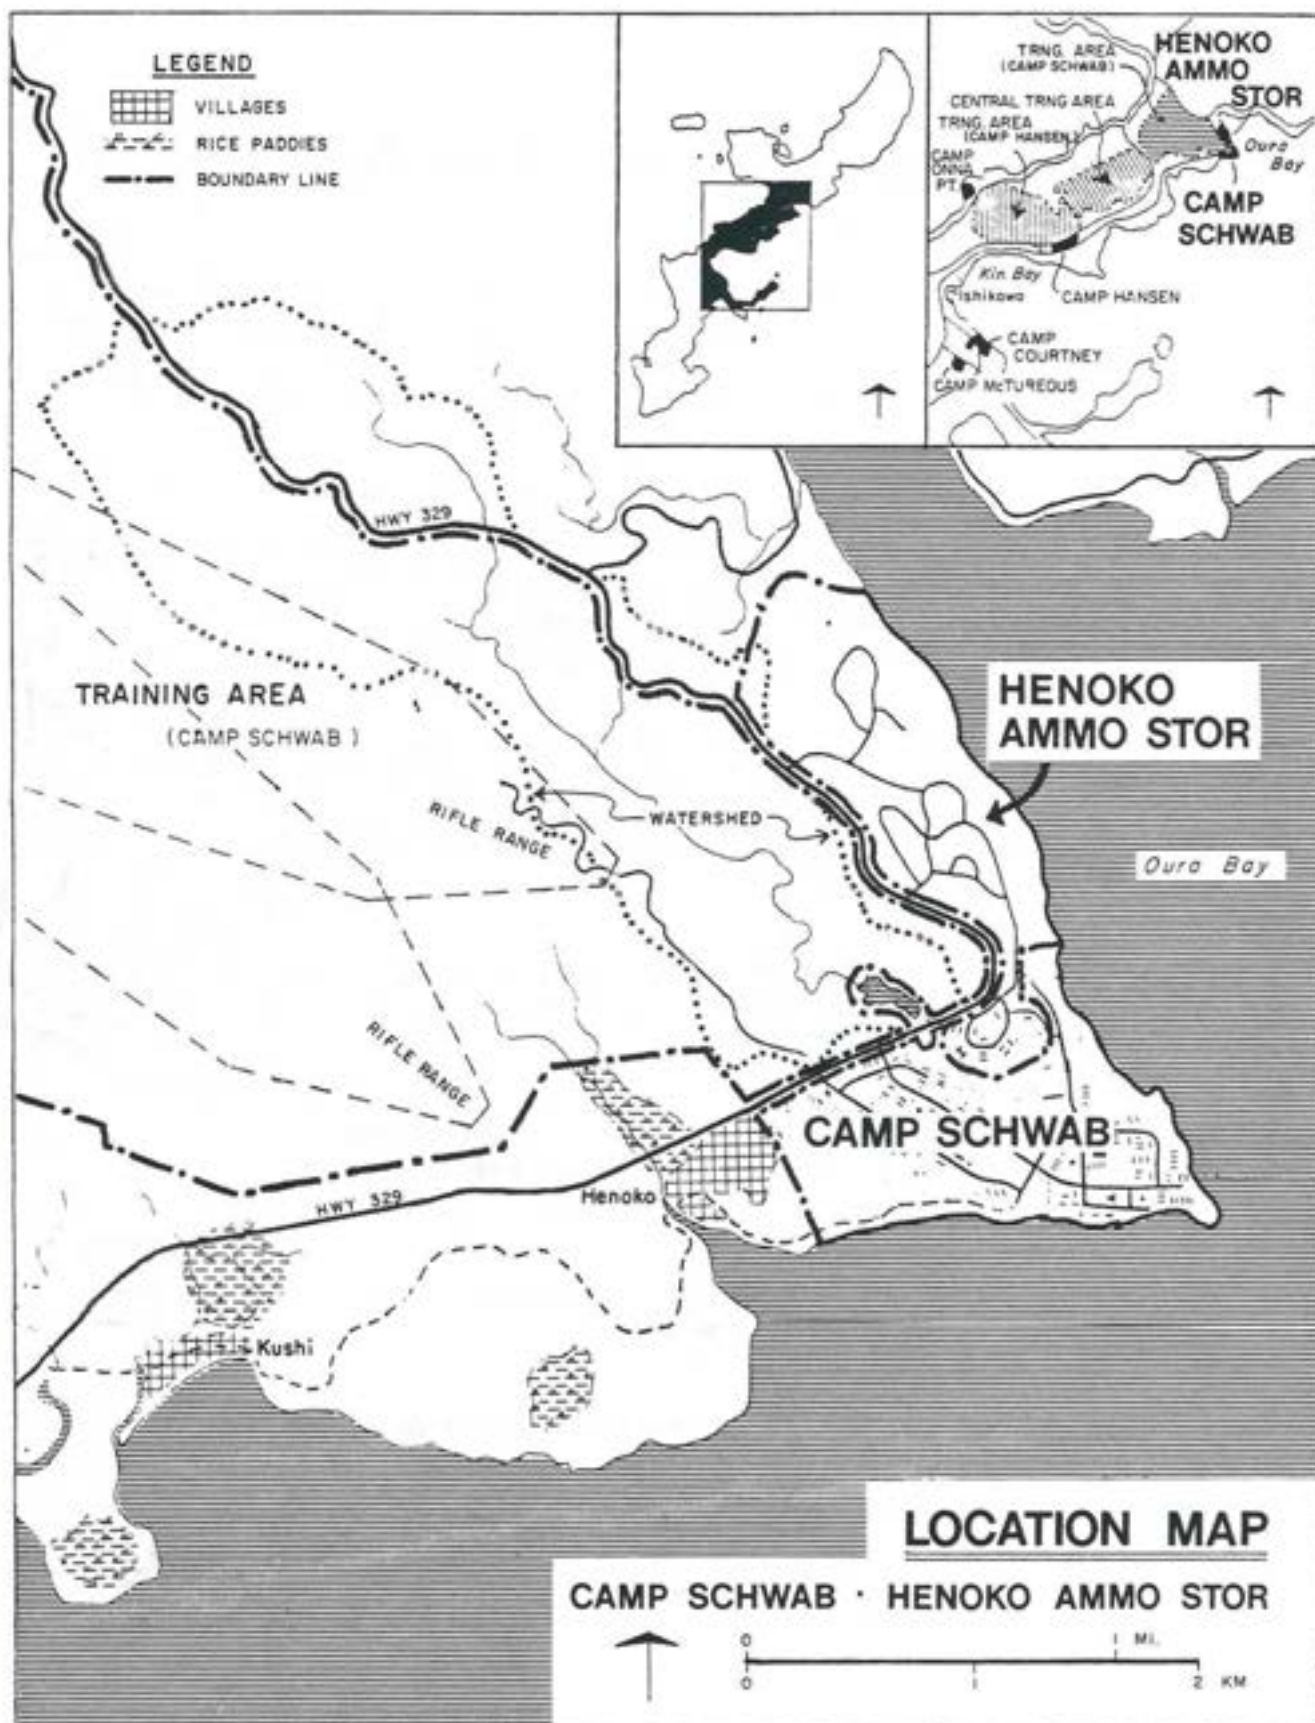 LEGEND
VILLAGES
RICE PADDIES
BOUNDARY LINE
TRNG. AREA
(CAMP SCHWAB)
HENOKO
AMMO
STOR
CENTRAL TRNG AREA
TRNG. AREA
(CAMP HANSEN)
CAMP
ONNA
PT.
Oura
Bay
CAMP
SCHWAB
Kin Bay
Ishikawa
CAMP HANSEN
CAMP
COURTNEY
CAMP McTUREOUS
HWY 329
TRAINING AREA
(CAMP SCHWAB)
HENOKO
AMMO STOR
RIFLE RANGE
WATERSHED
Oura Bay
RIFLE RANGE
CAMP SCHWAB
Henoko
HWY 329
Kushi
LOCATION MAP
CAMP SCHWAB · HENOKO AMMO STOR
0 1 MI.
0 1 2 KM